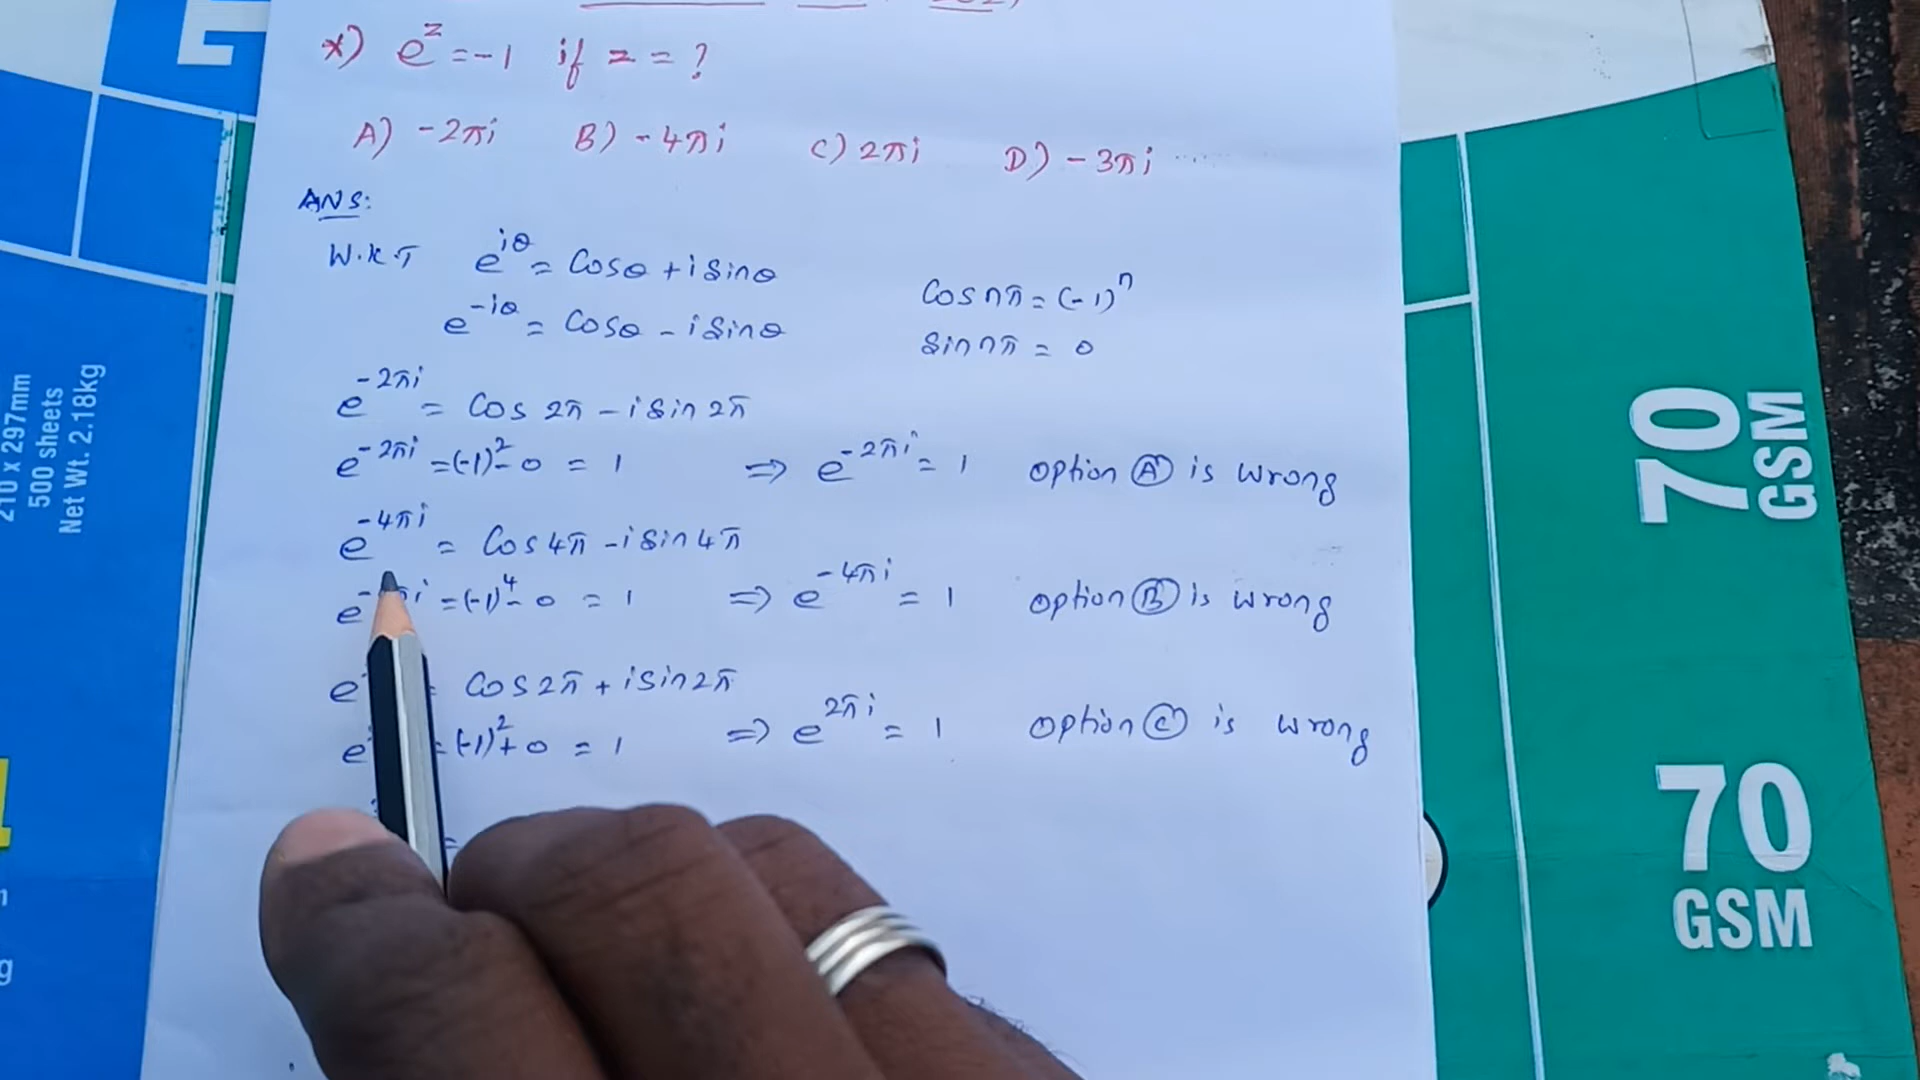 *) e^z = -1 if z = ?
A) -2πi B) -4πi C) 2πi D) -3πi
ANS:
W.K.T e^iθ = Cosθ + i Sinθ
e^-iθ = Cosθ - i Sinθ
Cos nπ = (-1)^n
Sin nπ = 0
e^-2πi = Cos 2π - i Sin 2π
e^-2πi = (-1)^2 - 0 = 1 ⇒ e^-2πi = 1 option Ⓐ is wrong
e^-4πi = Cos 4π - i Sin 4π
= (-1)^4 - 0 = 1 ⇒ e^-4πi = 1 option Ⓑ is wrong
e = Cos 2π + i Sin 2π
e = (-1)^2 + 0 = 1 ⇒ e^2πi = 1 option Ⓒ is wrong
=
210 x 297mm
500 sheets
Net Wt. 2.18kg
70
GSM
70
GSM